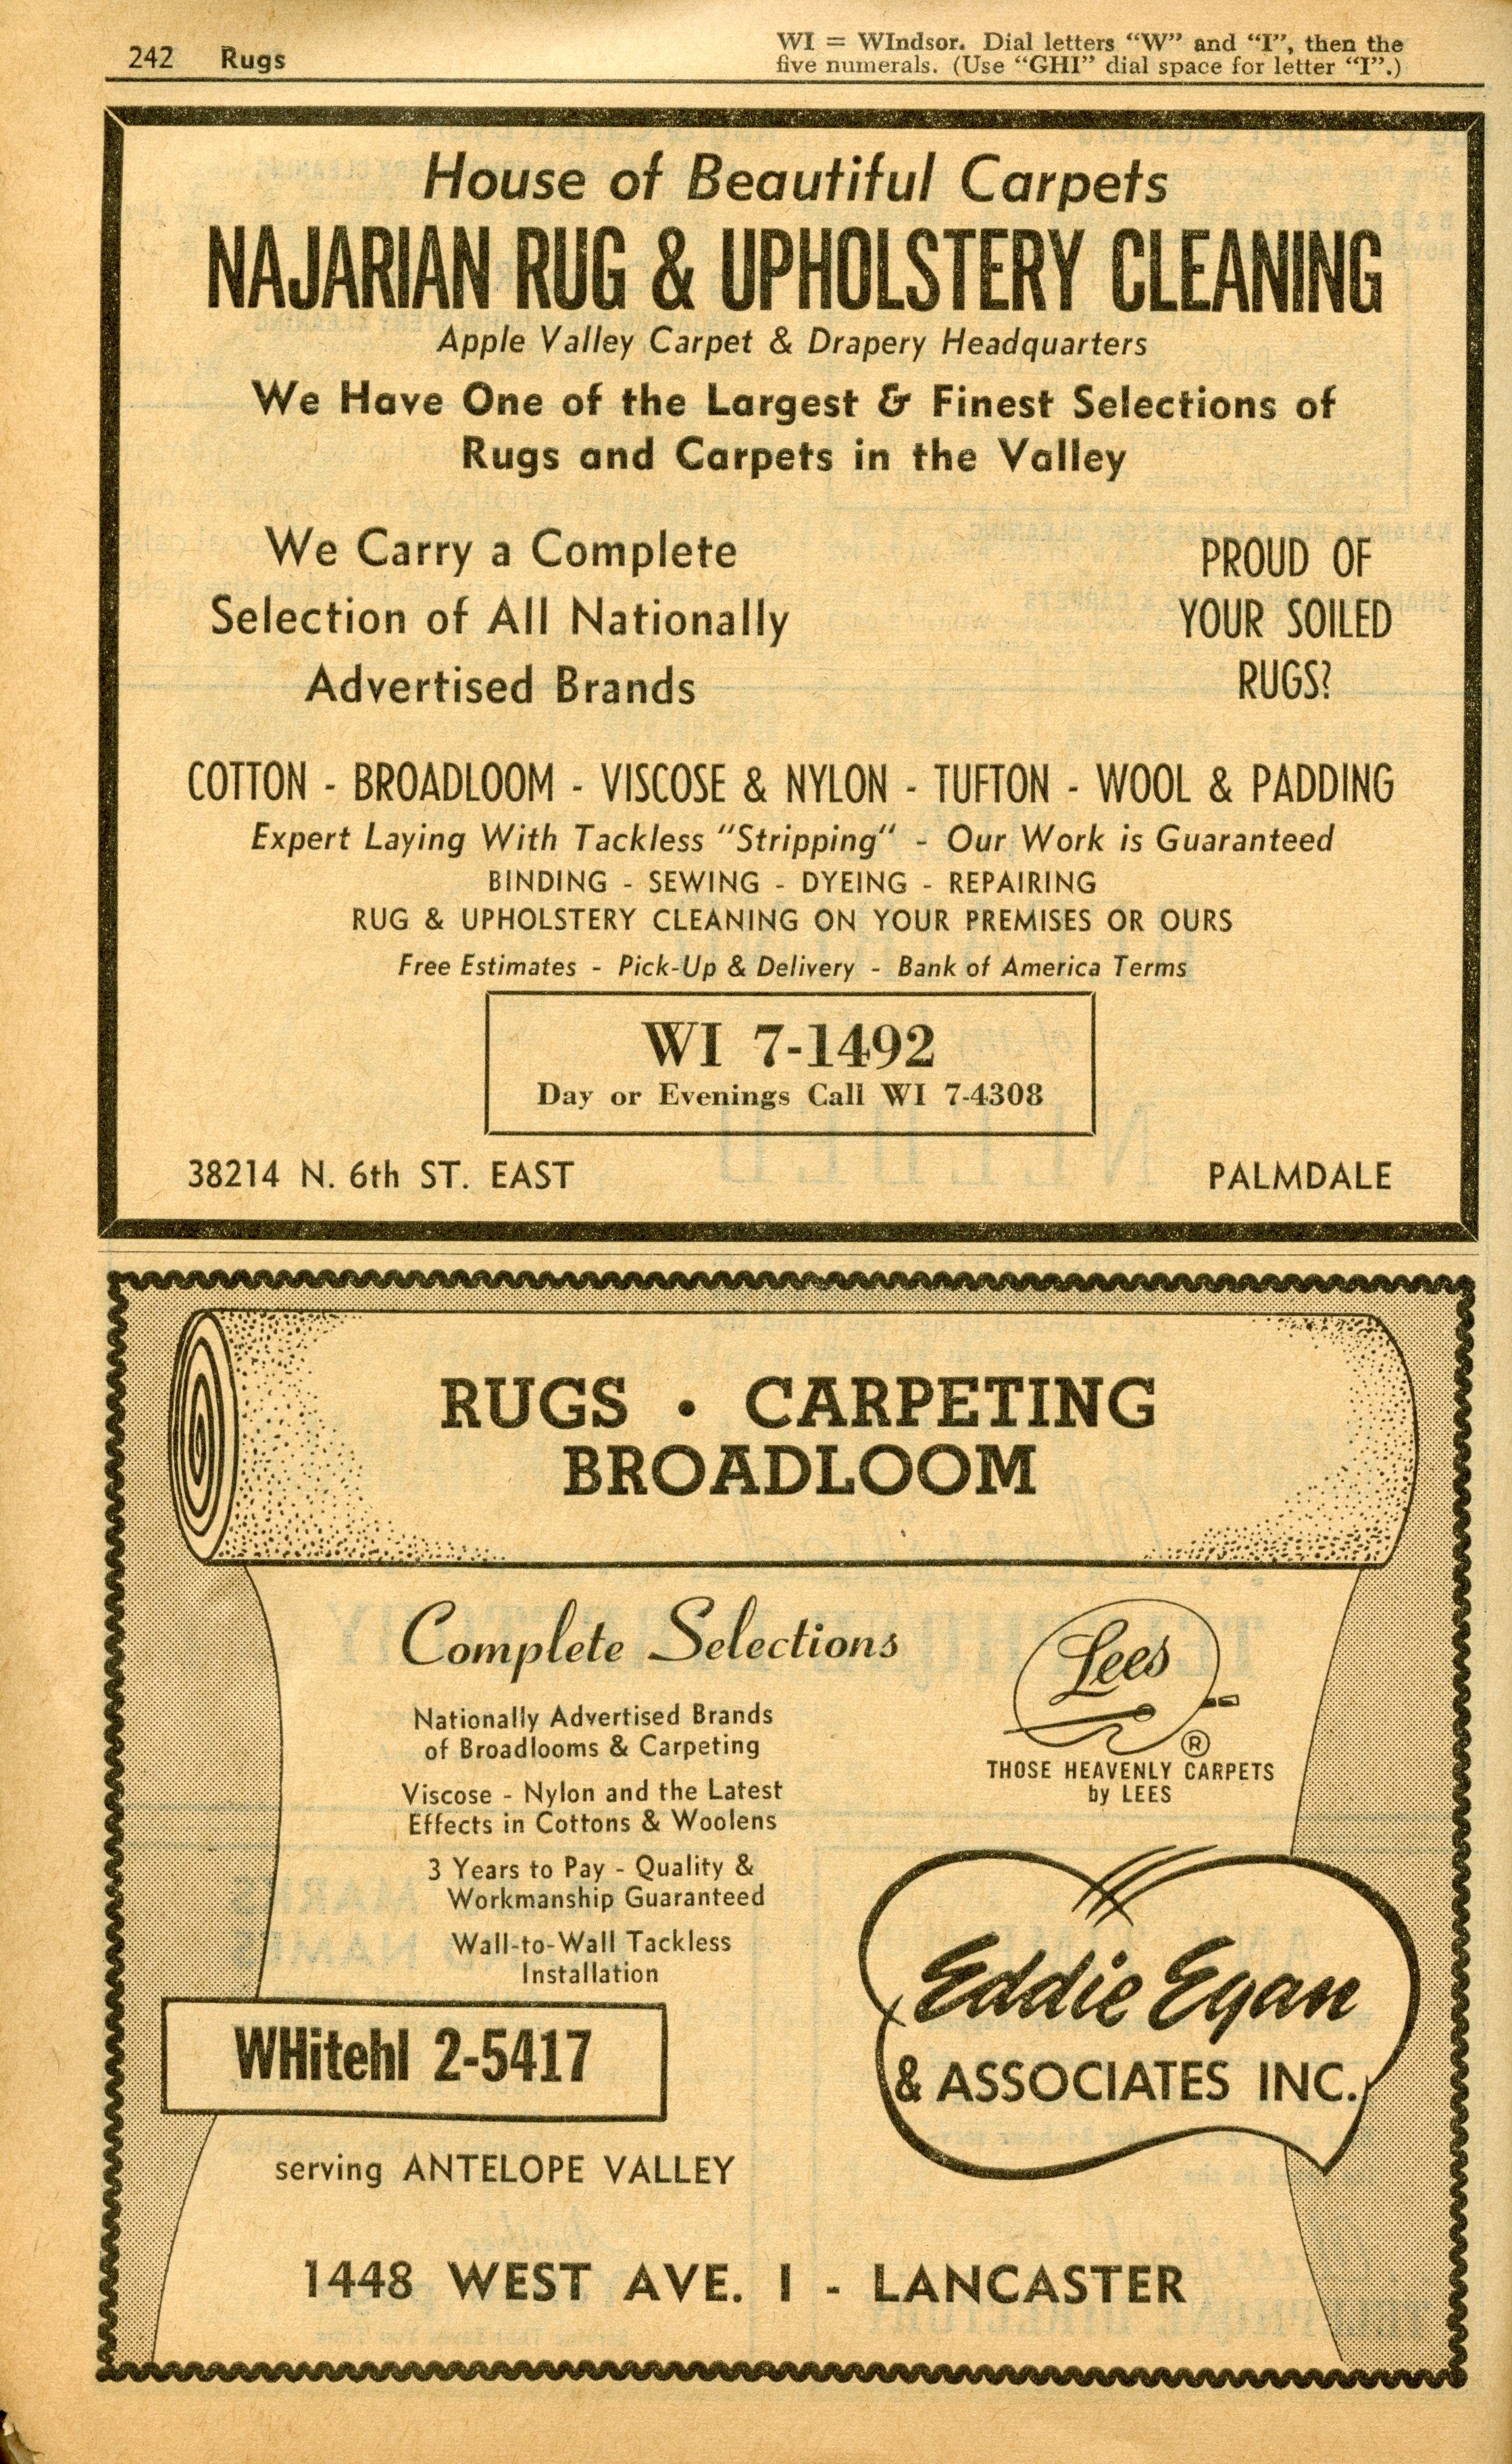 242 Rugs
WI = WIndsor. Dial letters “W” and “I”, then the
five numerals. (Use “GHI” dial space for letter “I”.)
House of Beautiful Carpets
NAJARIAN RUG & UPHOLSTERY CLEANING
Apple Valley Carpet & Drapery Headquarters
We Have One of the Largest & Finest Selections of
Rugs and Carpets in the Valley
We Carry a Complete
Selection of All Nationally
Advertised Brands
PROUD OF
YOUR SOILED
RUGS?
COTTON - BROADLOOM - VISCOSE & NYLON - TUFTON - WOOL & PADDING
Expert Laying With Tackless “Stripping” - Our Work is Guaranteed
BINDING - SEWING - DYEING - REPAIRING
RUG & UPHOLSTERY CLEANING ON YOUR PREMISES OR OURS
Free Estimates - Pick-Up & Delivery - Bank of America Terms
WI 7-1492
Day or Evenings Call WI 7-4308
38214 N. 6th ST. EAST
PALMDALE
RUGS • CARPETING
BROADLOOM
Complete Selections
Nationally Advertised Brands
of Broadlooms & Carpeting
Viscose - Nylon and the Latest
Effects in Cottons & Woolens
3 Years to Pay - Quality &
Workmanship Guaranteed
Wall-to-Wall Tackless
Installation
Lees
®
THOSE HEAVENLY CARPETS
by LEES
Eddie Egan
& ASSOCIATES INC.
WHitehl 2-5417
serving ANTELOPE VALLEY
1448 WEST AVE. I - LANCASTER